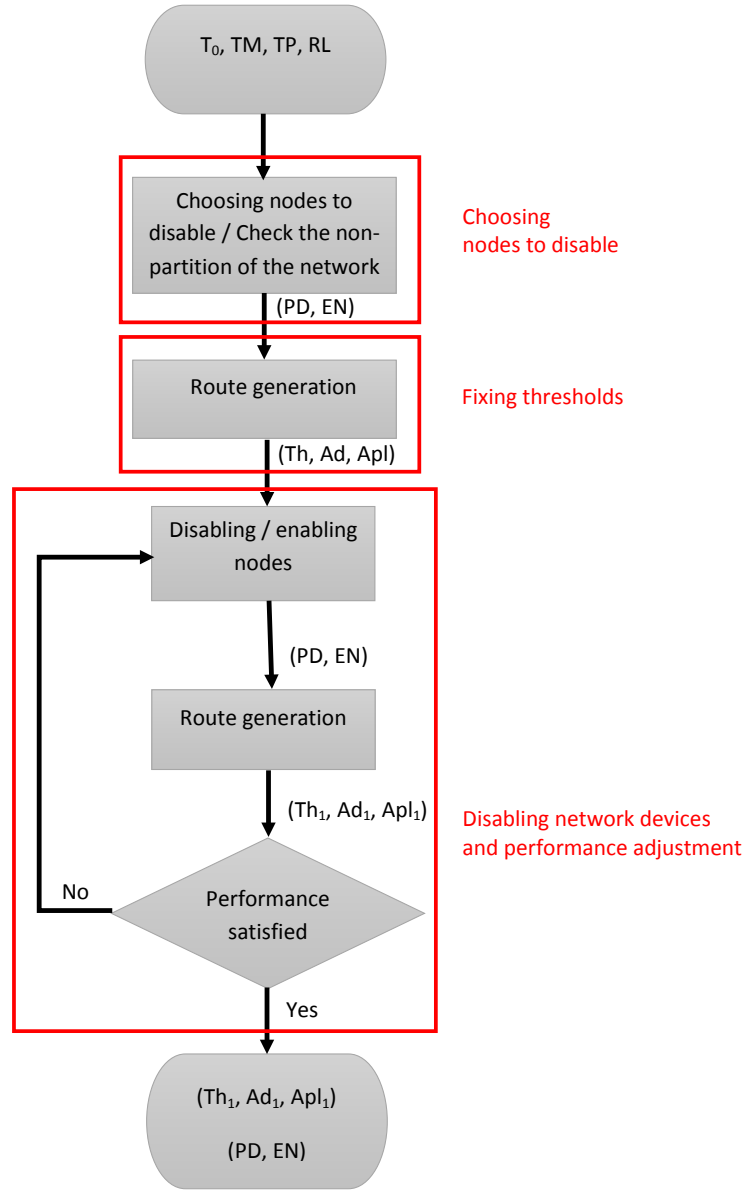 T₀, TM, TP, RL
Choosing nodes to
disable / Check the non-
partition of the network
Choosing
nodes to disable
(PD, EN)
Route generation
Fixing thresholds
(Th, Ad, Apl)
Disabling / enabling
nodes
(PD, EN)
Route generation
(Th₁, Ad₁, Apl₁)
Disabling network devices
and performance adjustment
No
Performance
satisfied
Yes
(Th₁, Ad₁, Apl₁)
(PD, EN)